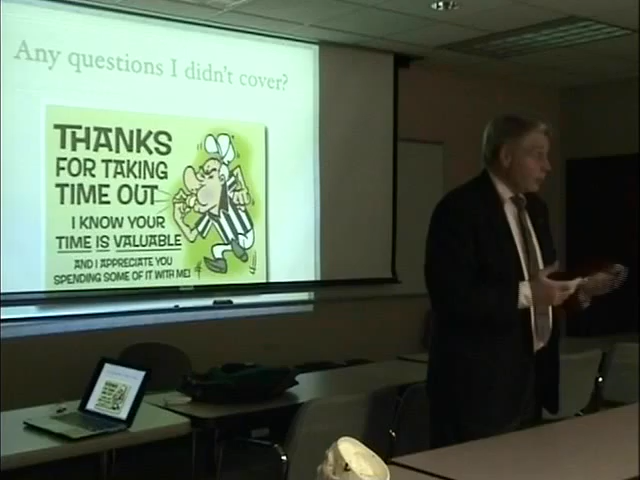 Any questions I didn't cover?
THANKS
FOR TAKING
TIME OUT
I KNOW YOUR
TIME IS VALUABLE
AND I APPRECIATE YOU
SPENDING SOME OF IT WITH ME!